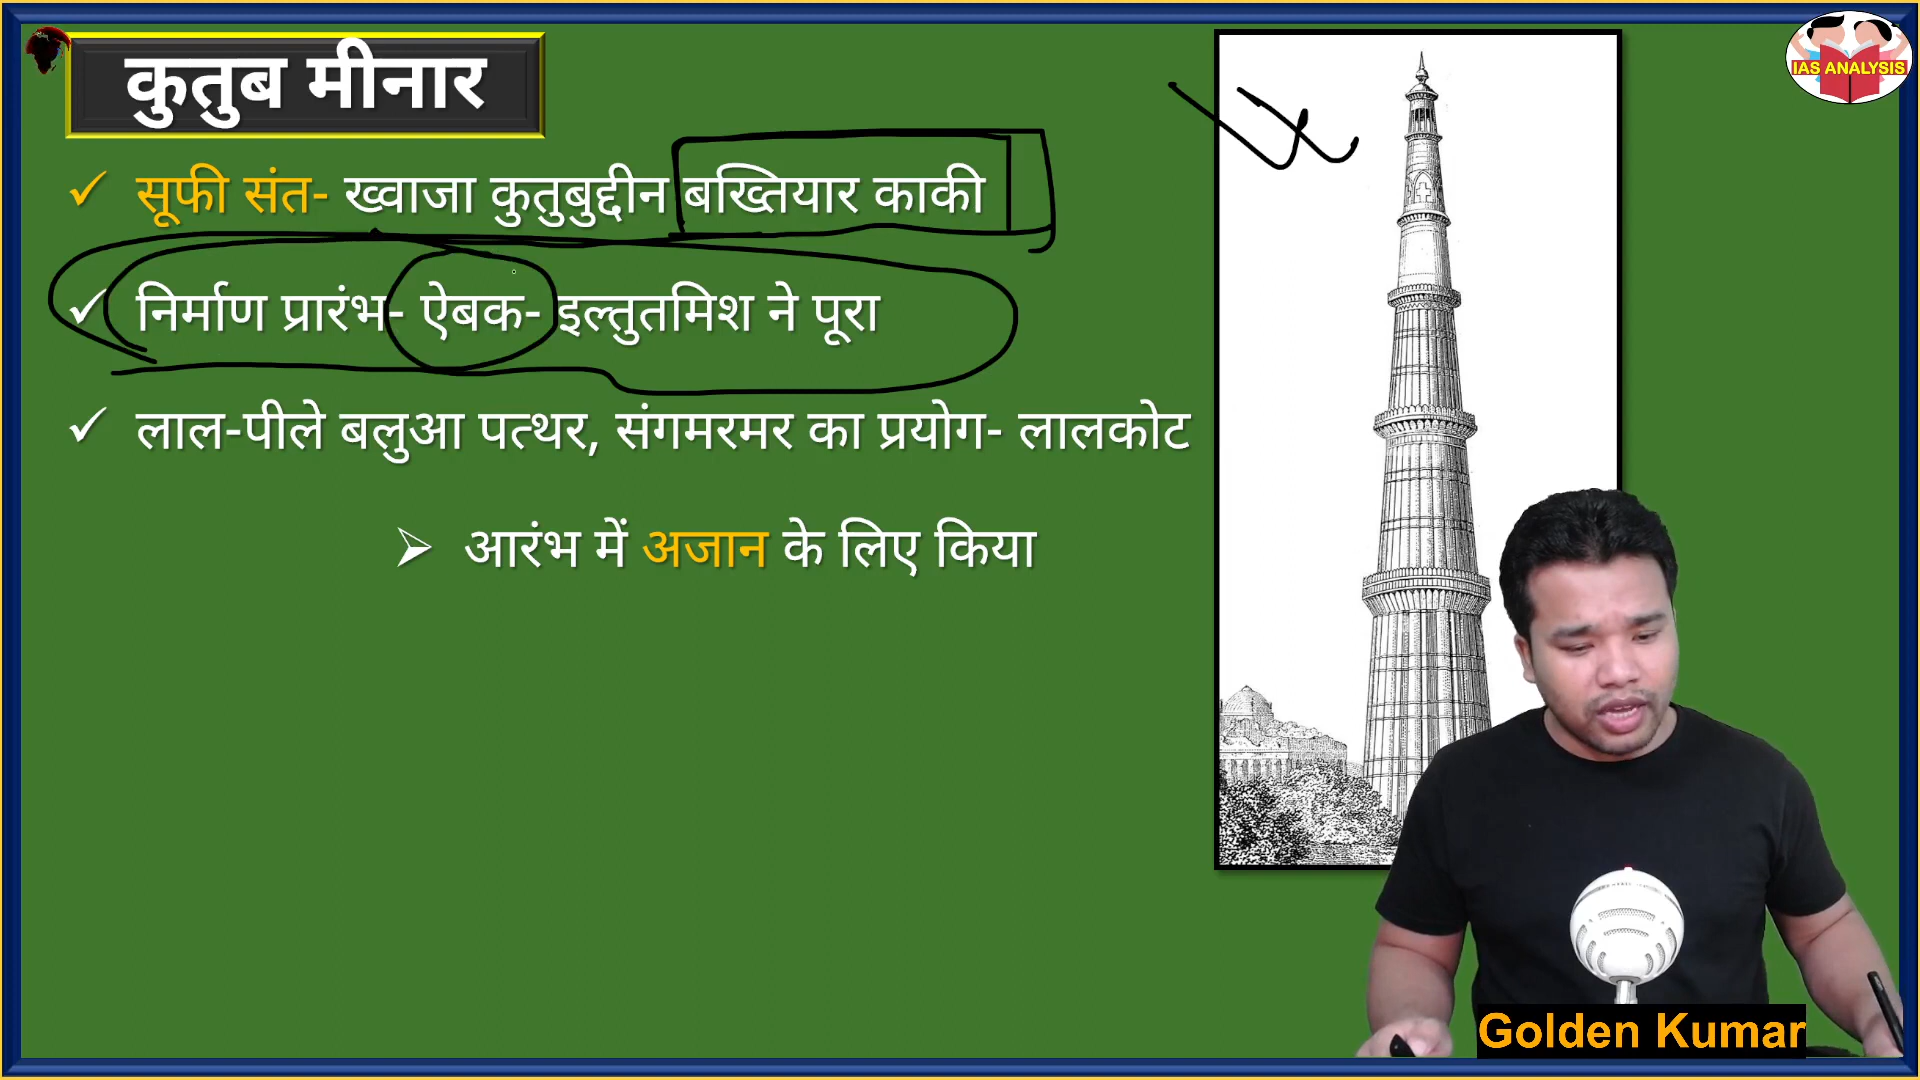 कुतुब मीनार
IAS ANALYSIS
सूफी संत- ख्वाजा कुतुबुद्दीन बख्तियार काकी
निर्माण प्रारंभ- ऐबक- इल्तुतमिश ने पूरा
लाल-पीले बलुआ पत्थर, संगमरमर का प्रयोग- लालकोट
आरंभ में अजान के लिए किया
Golden Kumar